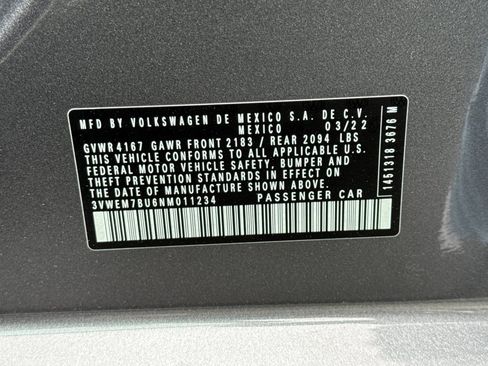 MFD BY VOLKSWAGEN DE MEXICO S.A. DE C.V.
MEXICO 03/22
GVWR 4167 GAWR FRONT 2183 / REAR 2094 LBS
THIS VEHICLE CONFORMS TO ALL APPLICABLE U.S.
FEDERAL MOTOR VEHICLE SAFETY, BUMPER AND
THEFT PREVENTION STANDARDS IN EFFECT ON
THE DATE OF MANUFACTURE SHOWN ABOVE.
3VWEM7BU6NM011234 PASSENGER CAR
1451318 3676 M